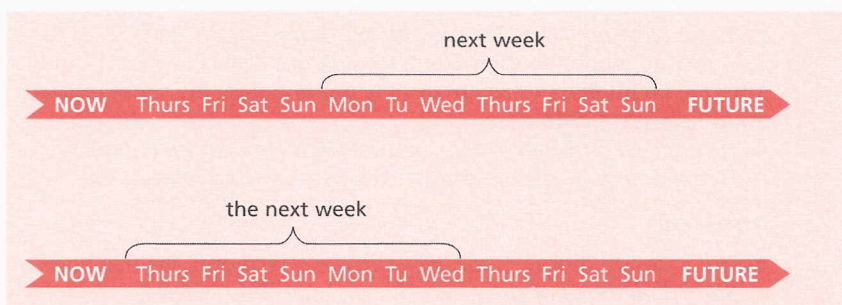 next week
NOW Thurs Fri Sat Sun Mon Tu Wed Thurs Fri Sat Sun FUTURE
the next week
NOW Thurs Fri Sat Sun Mon Tu Wed Thurs Fri Sat Sun FUTURE